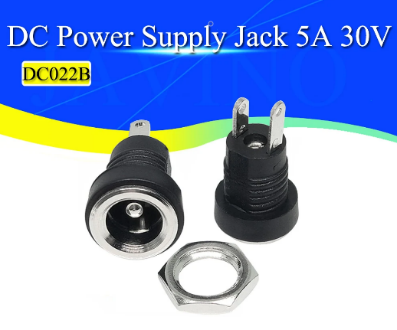 DC Power Supply Jack 5A 30V
DC022B